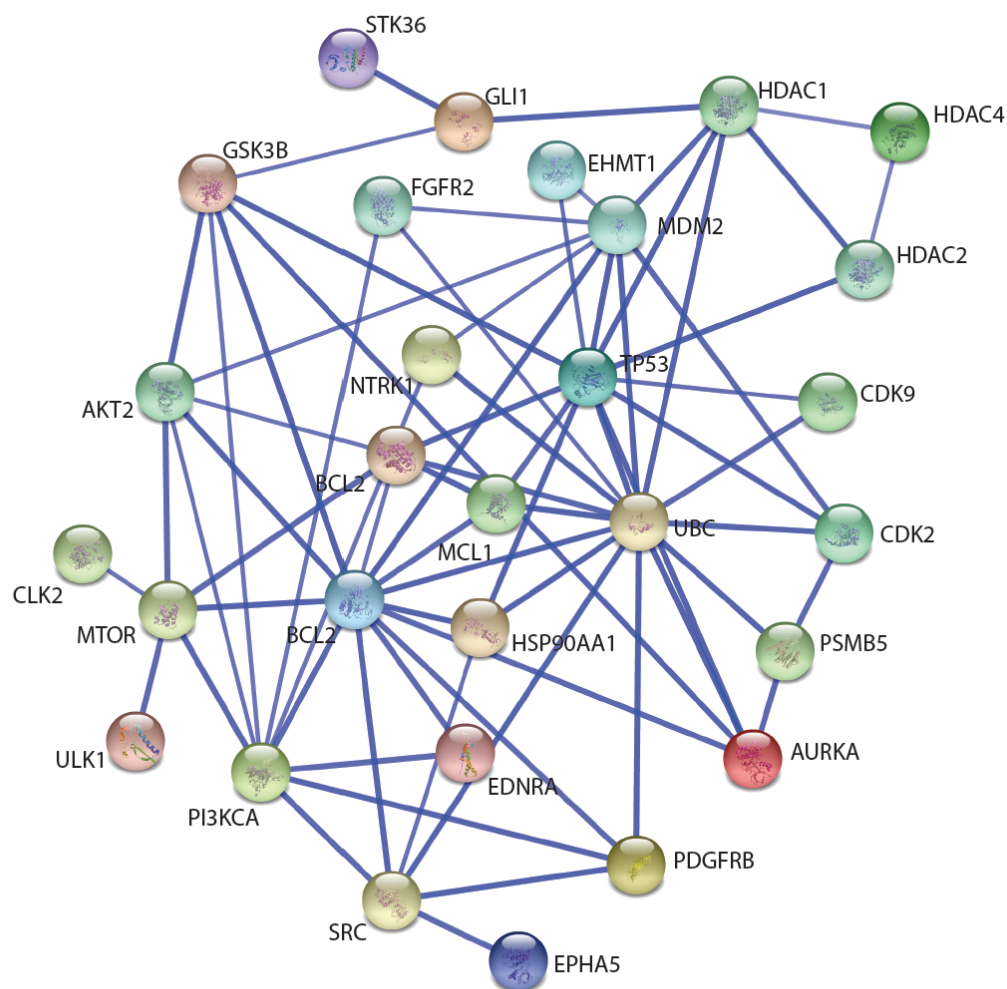 STK36
GLI1
HDAC1
HDAC4
GSK3B
EHMT1
FGFR2
MDM2
HDAC2
NTRK1
TP53
CDK9
AKT2
BCL2
MCL1
UBC
CDK2
CLK2
MTOR
BCL2
HSP90AA1
PSMB5
ULK1
EDNRA
AURKA
PI3KCA
PDGFRB
SRC
EPHA5